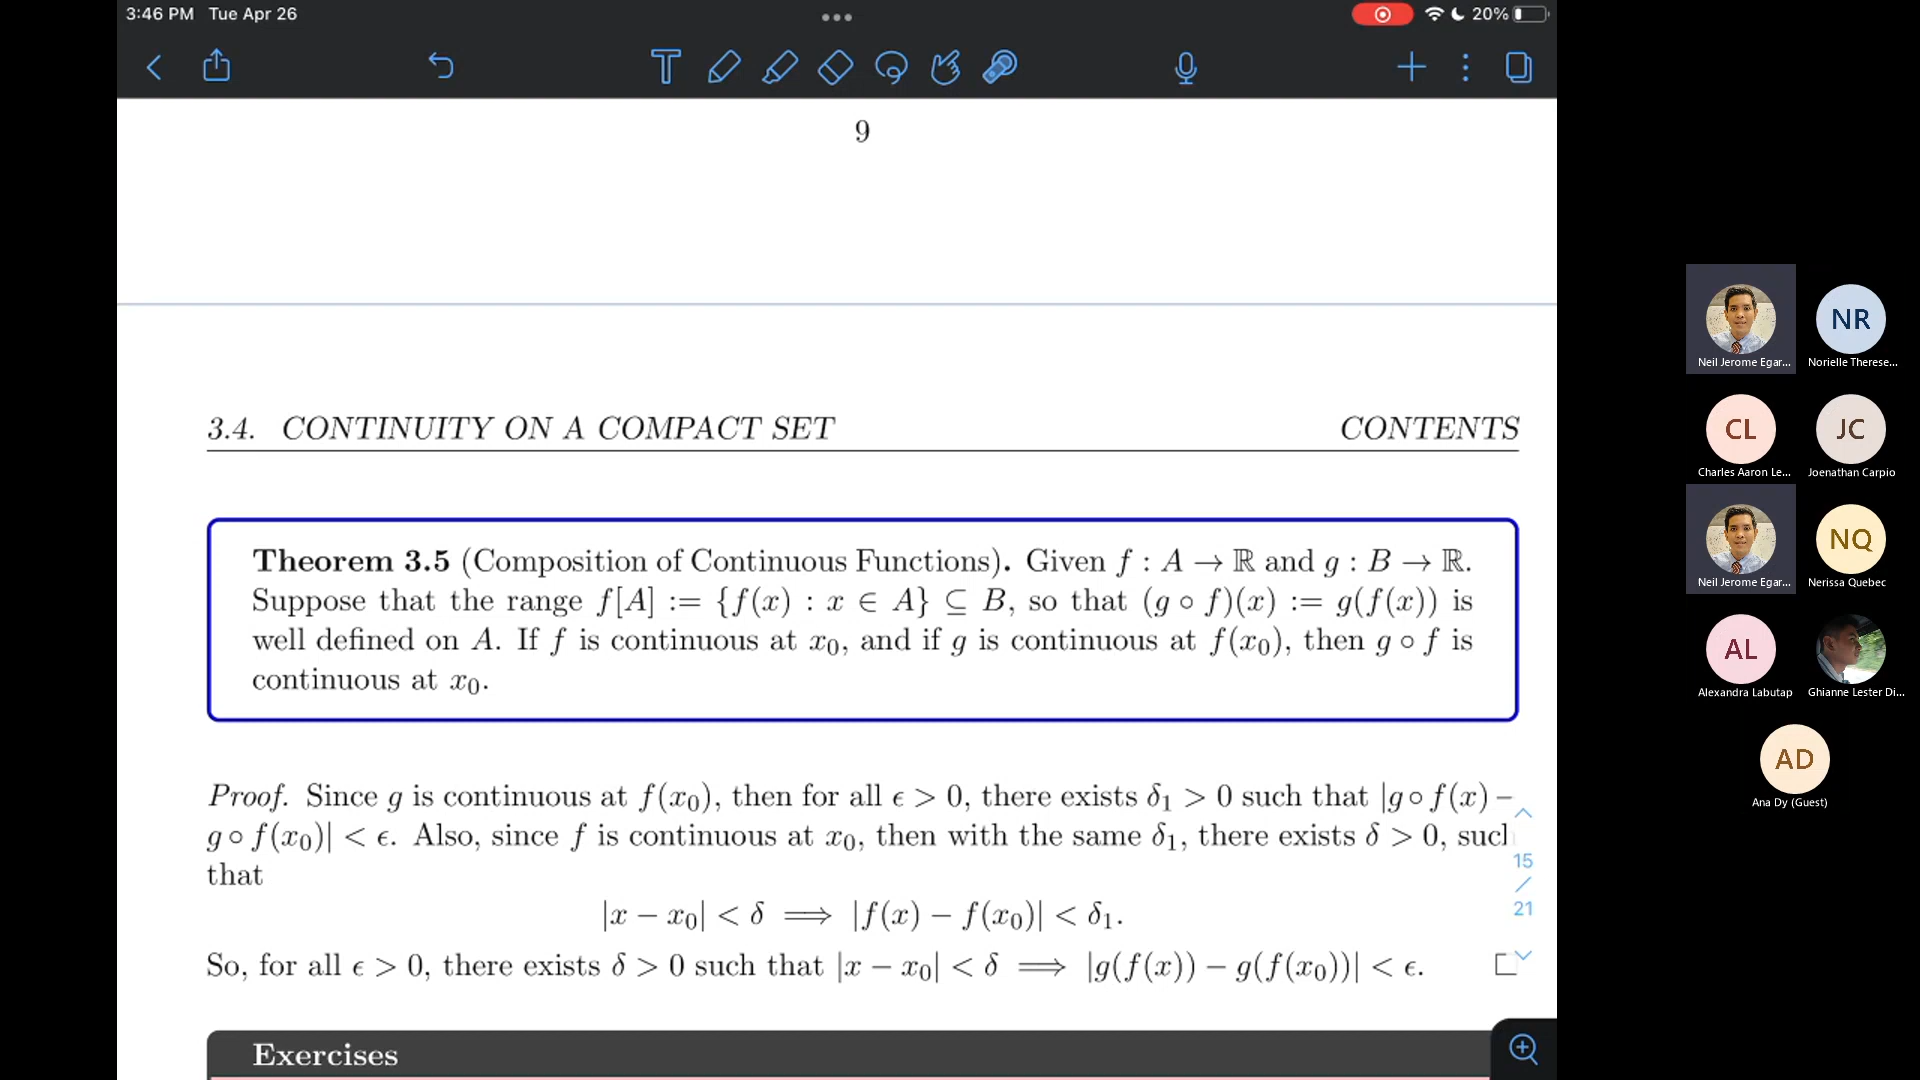 3:46 PM Tue Apr 26
20%
9
3.4. CONTINUITY ON A COMPACT SET CONTENTS
Theorem 3.5 (Composition of Continuous Functions). Given f : A → ℝ and g : B → ℝ.
Suppose that the range f[A] := {f(x) : x ∈ A} ⊆ B, so that (g ∘ f)(x) := g(f(x)) is
well defined on A. If f is continuous at x₀, and if g is continuous at f(x₀), then g ∘ f is
continuous at x₀.
Proof. Since g is continuous at f(x₀), then for all ϵ > 0, there exists δ₁ > 0 such that |g ∘ f(x) −
g ∘ f(x₀)| < ϵ. Also, since f is continuous at x₀, then with the same δ₁, there exists δ > 0, such
that
|x − x₀| < δ ⟹ |f(x) − f(x₀)| < δ₁.
So, for all ϵ > 0, there exists δ > 0 such that |x − x₀| < δ ⟹ |g(f(x)) − g(f(x₀))| < ϵ. □
Exercises
15
/
21
Neil Jerome Egar...
NR
Norielle Therese...
CL
Charles Aaron Le...
JC
Joenathan Carpio
Neil Jerome Egar...
NQ
Nerissa Quebec
AL
Alexandra Labutap
Ghianne Lester Di...
AD
Ana Dy (Guest)